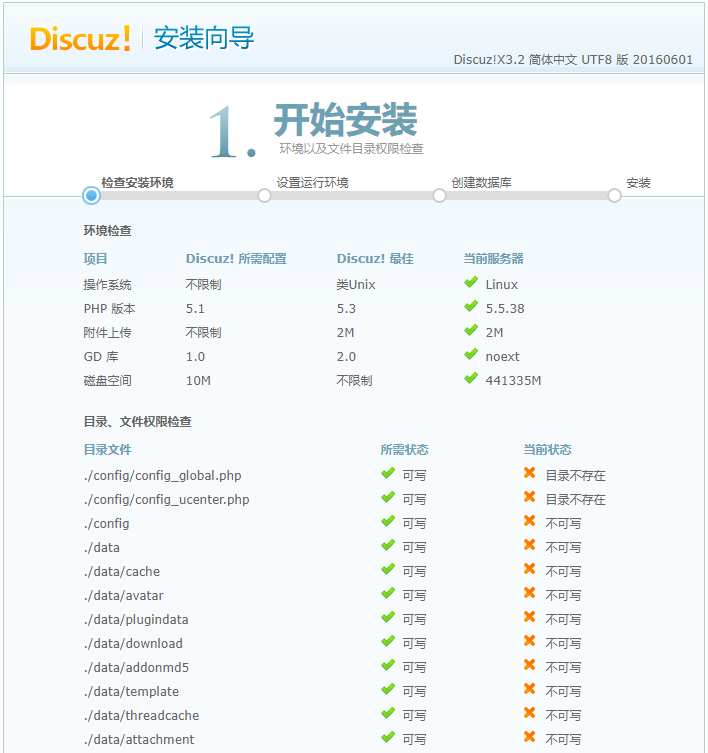 Discuz! 安装向导
Discuz!X3.2 简体中文 UTF8 版 20160601
1. 开始安装
环境以及文件目录权限检查
检查安装环境 设置运行环境 创建数据库 安装
环境检查
项目 Discuz! 所需配置 Discuz! 最佳 当前服务器
操作系统 不限制 类Unix Linux
PHP 版本 5.1 5.3 5.5.38
附件上传 不限制 2M 2M
GD 库 1.0 2.0 noext
磁盘空间 10M 不限制 441335M
目录、文件权限检查
目录文件 所需状态 当前状态
./config/config_global.php 可写 目录不存在
./config/config_ucenter.php 可写 目录不存在
./config 可写 不可写
./data 可写 不可写
./data/cache 可写 不可写
./data/avatar 可写 不可写
./data/plugindata 可写 不可写
./data/download 可写 不可写
./data/addonmd5 可写 不可写
./data/template 可写 不可写
./data/threadcache 可写 不可写
./data/attachment 可写 不可写